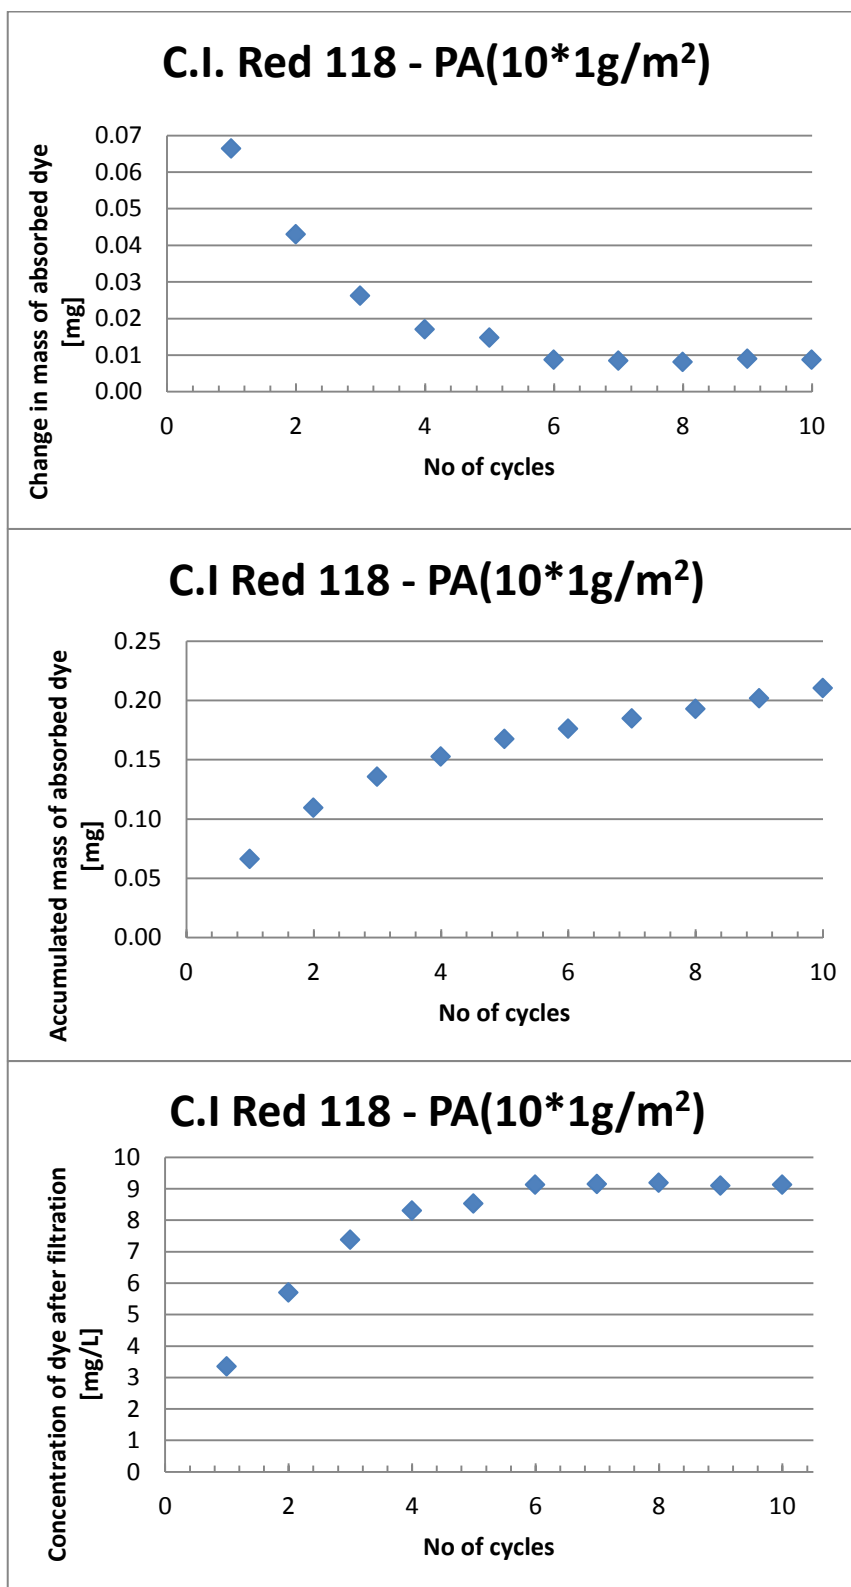 C.I. Red 118 - PA(10*1g/m²)
Change in mass of absorbed dye
[mg]
0.07
0.06
0.05
0.04
0.03
0.02
0.01
0.00
0 2 4 6 8 10
No of cycles
C.I Red 118 - PA(10*1g/m²)
Accumulated mass of absorbed dye
[mg]
0.25
0.20
0.15
0.10
0.05
0.00
0 2 4 6 8 10
No of cycles
C.I Red 118 - PA(10*1g/m²)
Concentration of dye after filtration
[mg/L]
10
9
8
7
6
5
4
3
2
1
0
0 2 4 6 8 10
No of cycles